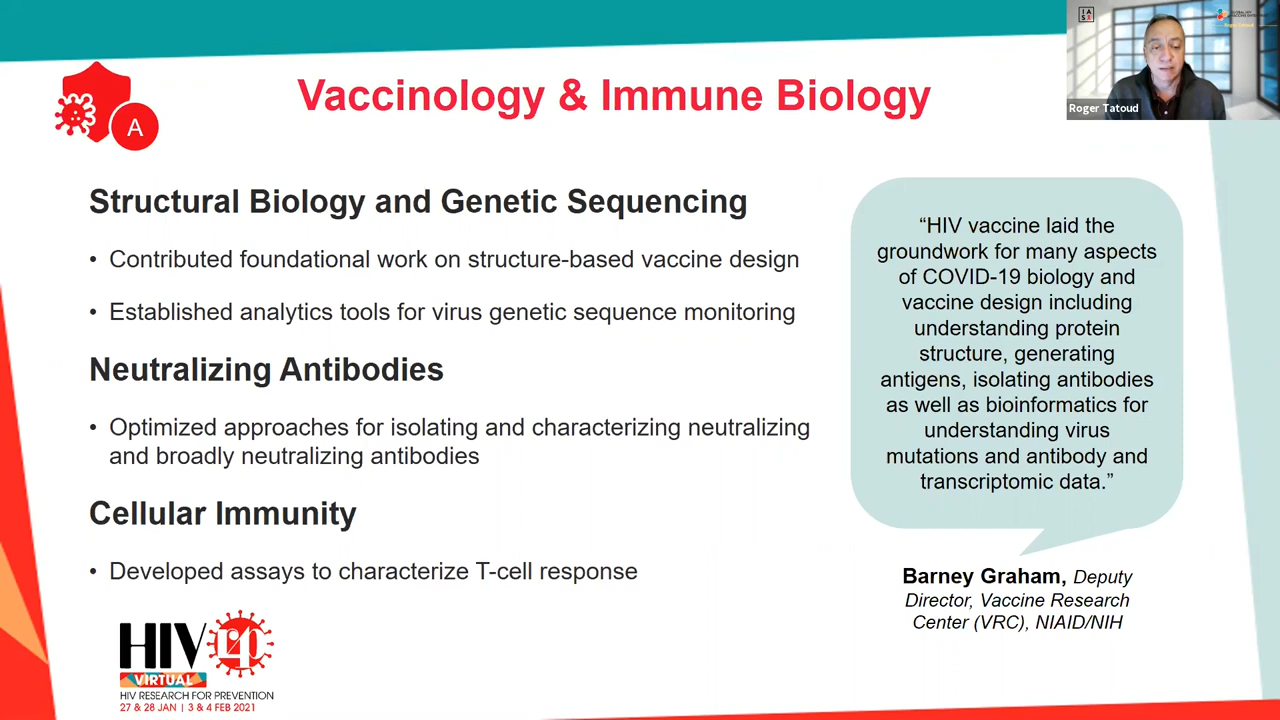 Vaccinology & Immune Biology
A
Roger Tatoud
Structural Biology and Genetic Sequencing
• Contributed foundational work on structure-based vaccine design
• Established analytics tools for virus genetic sequence monitoring
Neutralizing Antibodies
• Optimized approaches for isolating and characterizing neutralizing
and broadly neutralizing antibodies
Cellular Immunity
• Developed assays to characterize T-cell response
“HIV vaccine laid the
groundwork for many aspects
of COVID-19 biology and
vaccine design including
understanding protein
structure, generating
antigens, isolating antibodies
as well as bioinformatics for
understanding virus
mutations and antibody and
transcriptomic data.”
Barney Graham, Deputy
Director, Vaccine Research
Center (VRC), NIAID/NIH
HIVR4P
VIRTUAL
HIV RESEARCH FOR PREVENTION
27 & 28 JAN | 3 & 4 FEB 2021